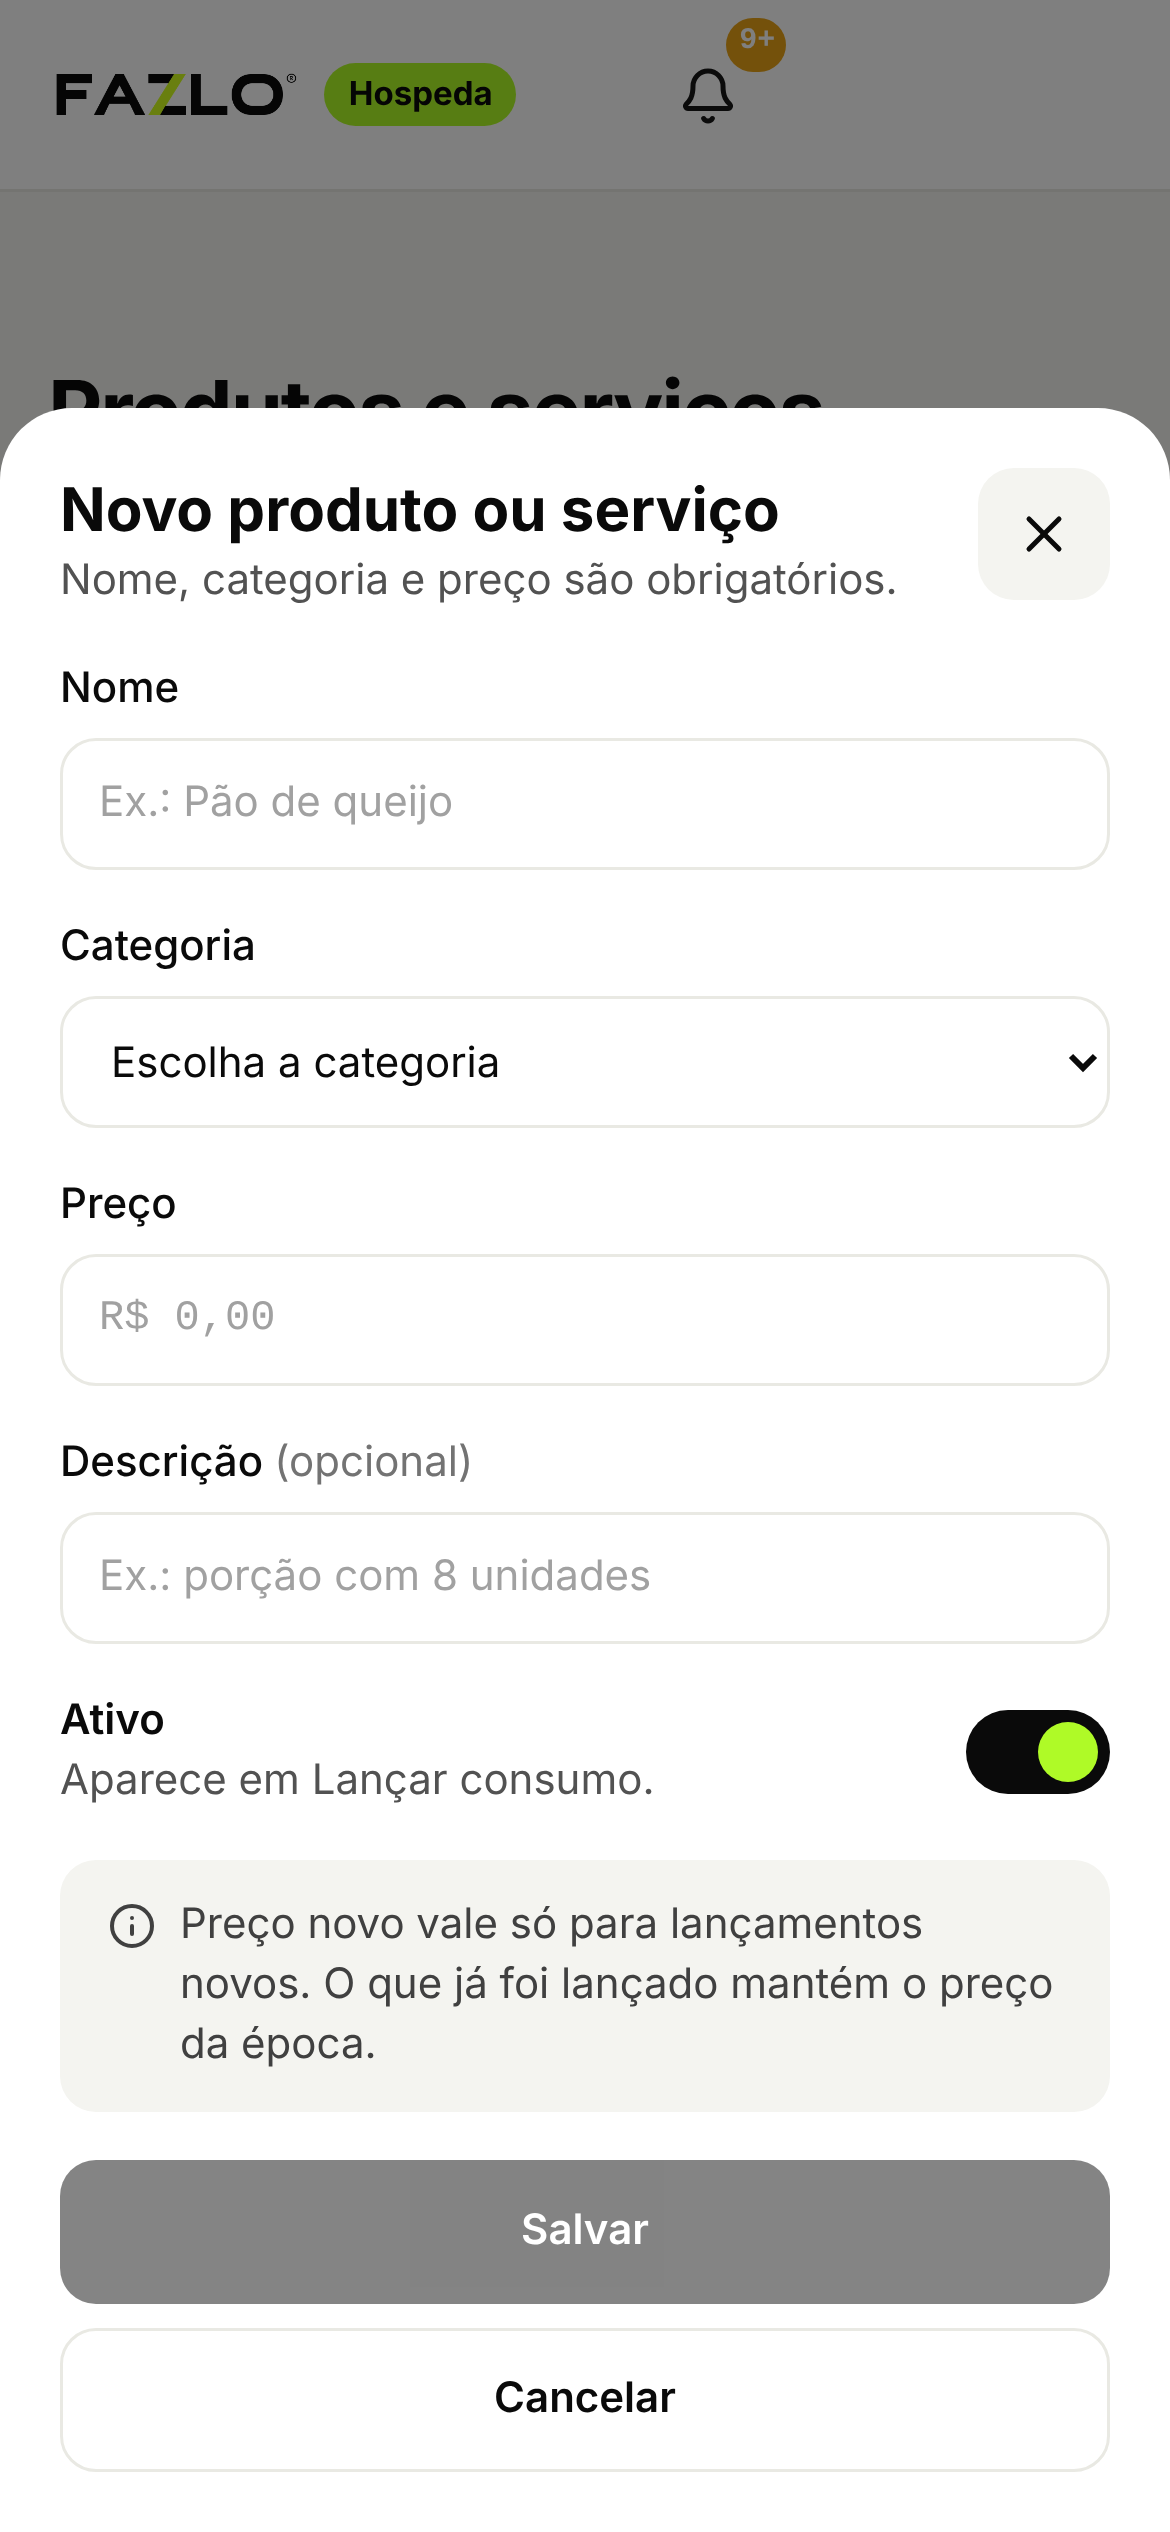 FAZLO®
Hospeda
9+
Produtos e serviços
Novo produto ou serviço
Nome, categoria e preço são obrigatórios.
Nome
Ex.: Pão de queijo
Categoria
Escolha a categoria
Preço
R$ 0,00
Descrição (opcional)
Ex.: porção com 8 unidades
Ativo
Aparece em Lançar consumo.
Preço novo vale só para lançamentos
novos. O que já foi lançado mantém o preço
da época.
Salvar
Cancelar